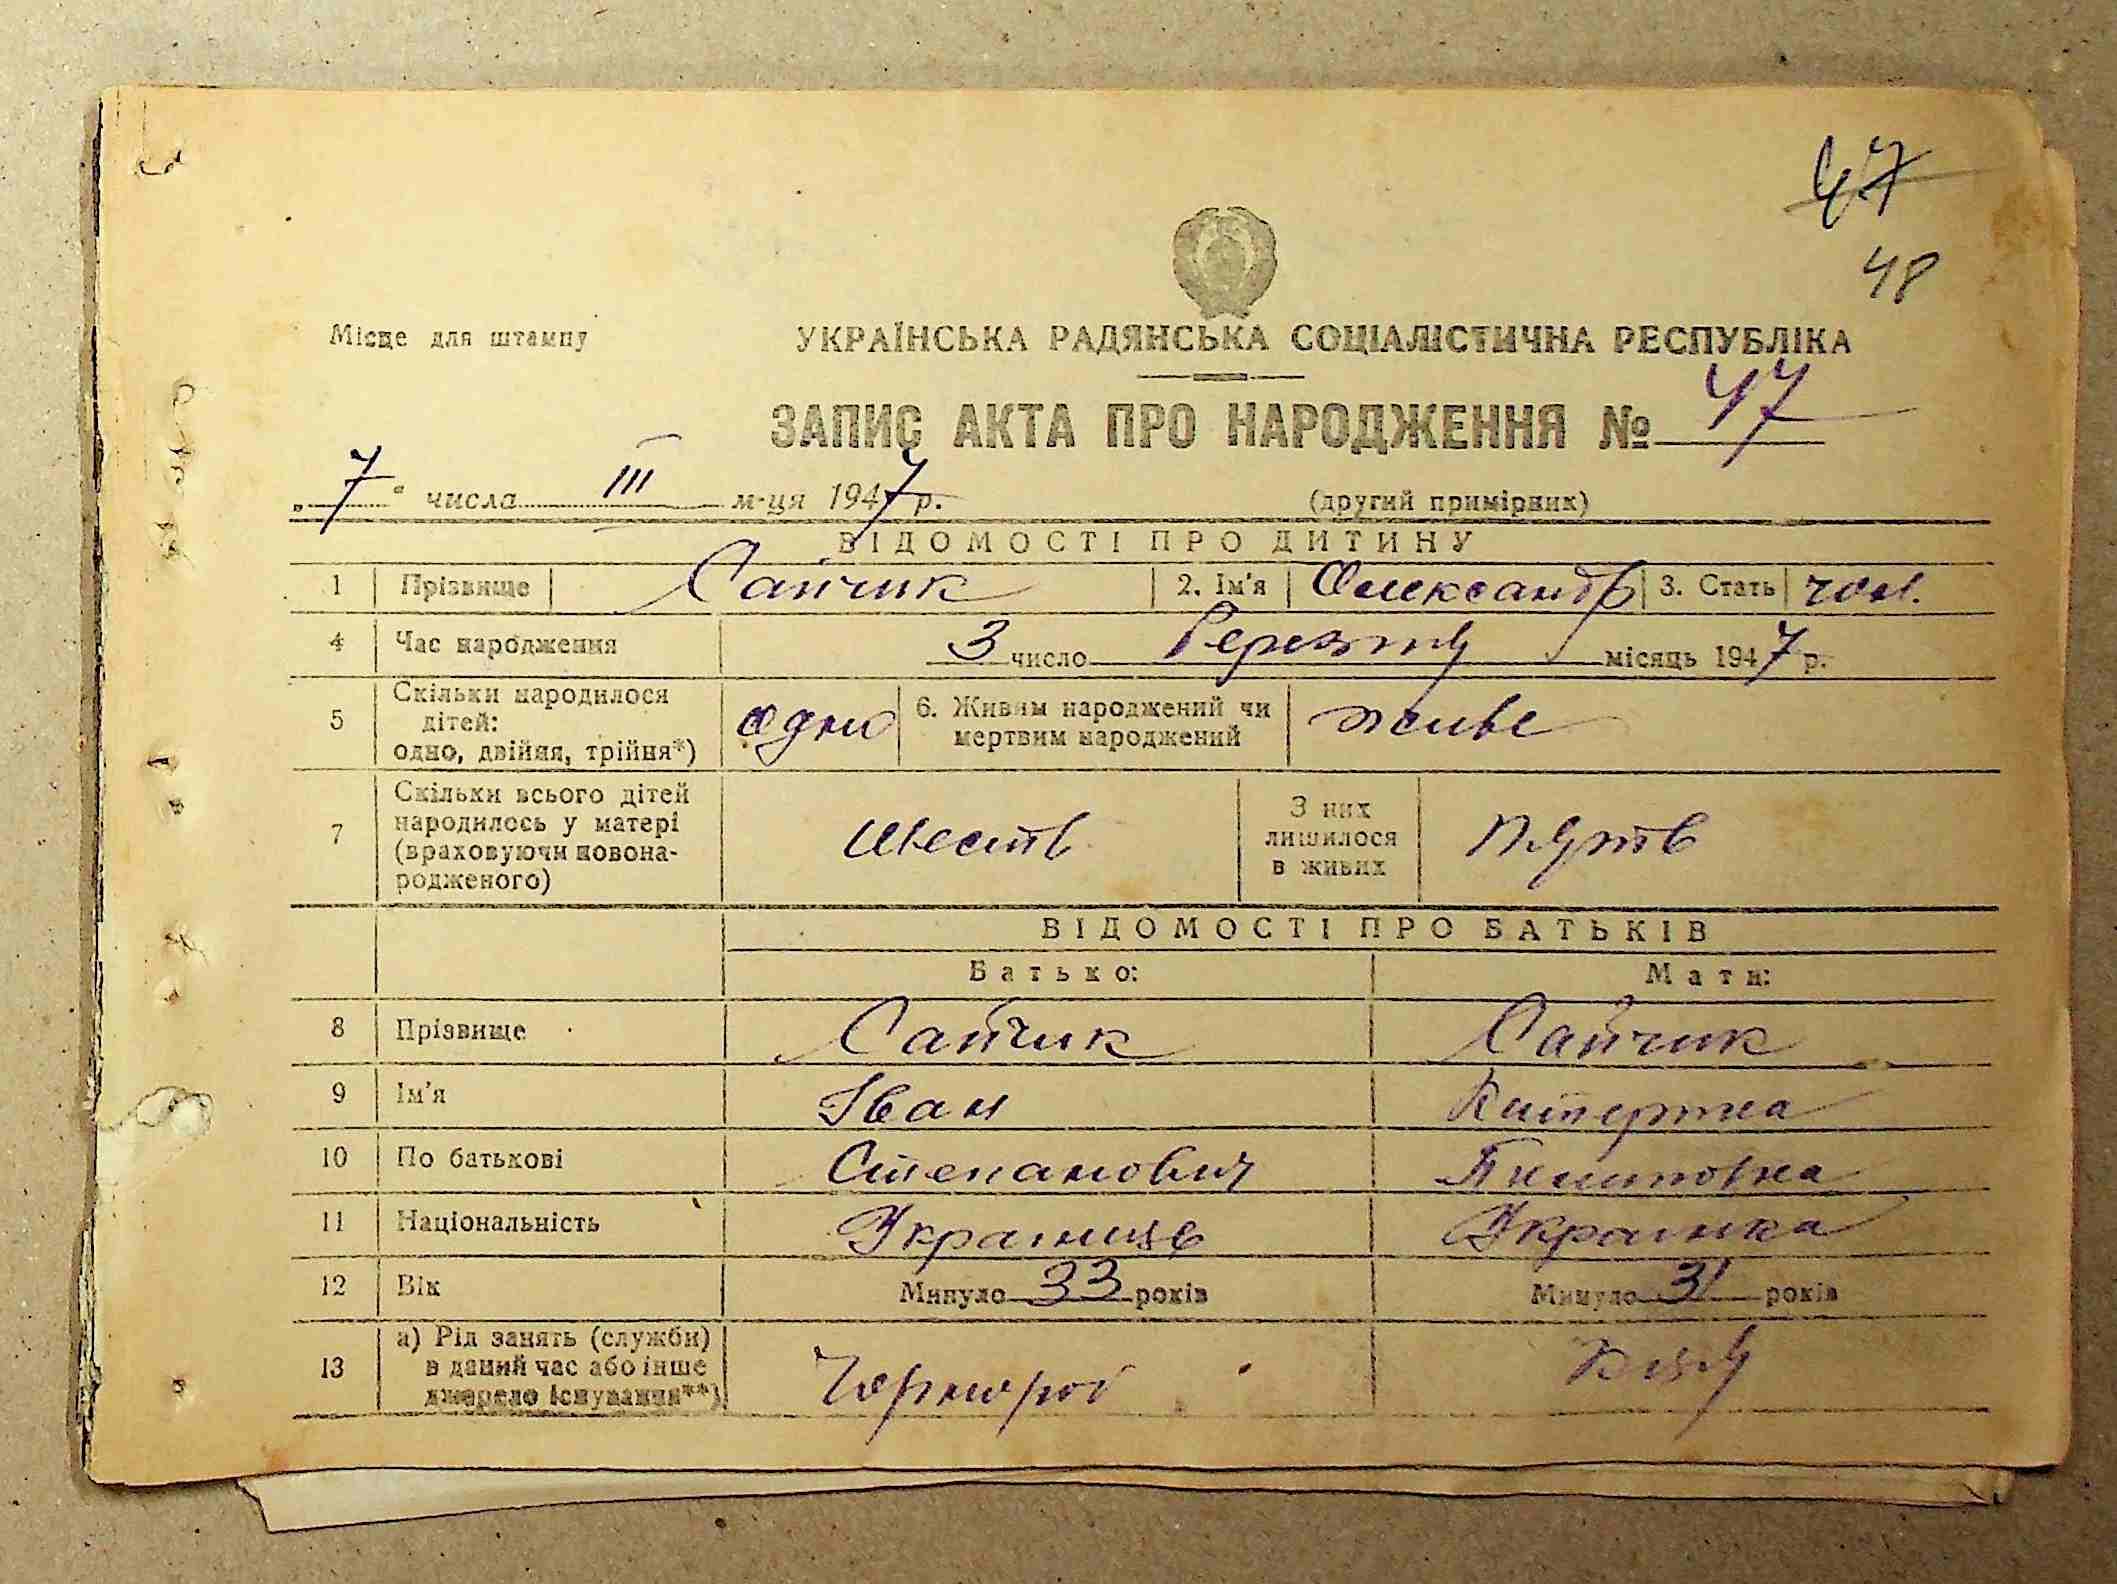 47
48
Місце для штампу
УКРАЇНСЬКА РАДЯНСЬКА СОЦІАЛІСТИЧНА РЕСПУБЛІКА
ЗАПИС АКТА ПРО НАРОДЖЕННЯ № 47
„7" числа III м-ця 1947 р. (другий примірник)
ВІДОМОСТІ ПРО ДИТИНУ
1 Прізвище Сайчик 2. Ім'я Олександр 3. Стать чол.
4 Час народження 3 число місяць 1947 р.
5 Скільки народилося дітей: одно, двійня, трійня*) одно 6. Живим народжений чи мертвим народжений живе
7 Скільки всього дітей народилось у матері (враховуючи новонародженого) шесть З них лишилося в живих пять
ВІДОМОСТІ ПРО БАТЬКІВ
Батько: Мати:
8 Прізвище Сайчик Сайчик
9 Ім'я Іван
10 По батькові Степанович
11 Національність Українець Українка
12 Вік Минуло 33 років Минуло 31 років
13 а) Рід занять (служби) в даний час або інше джерело існування**)